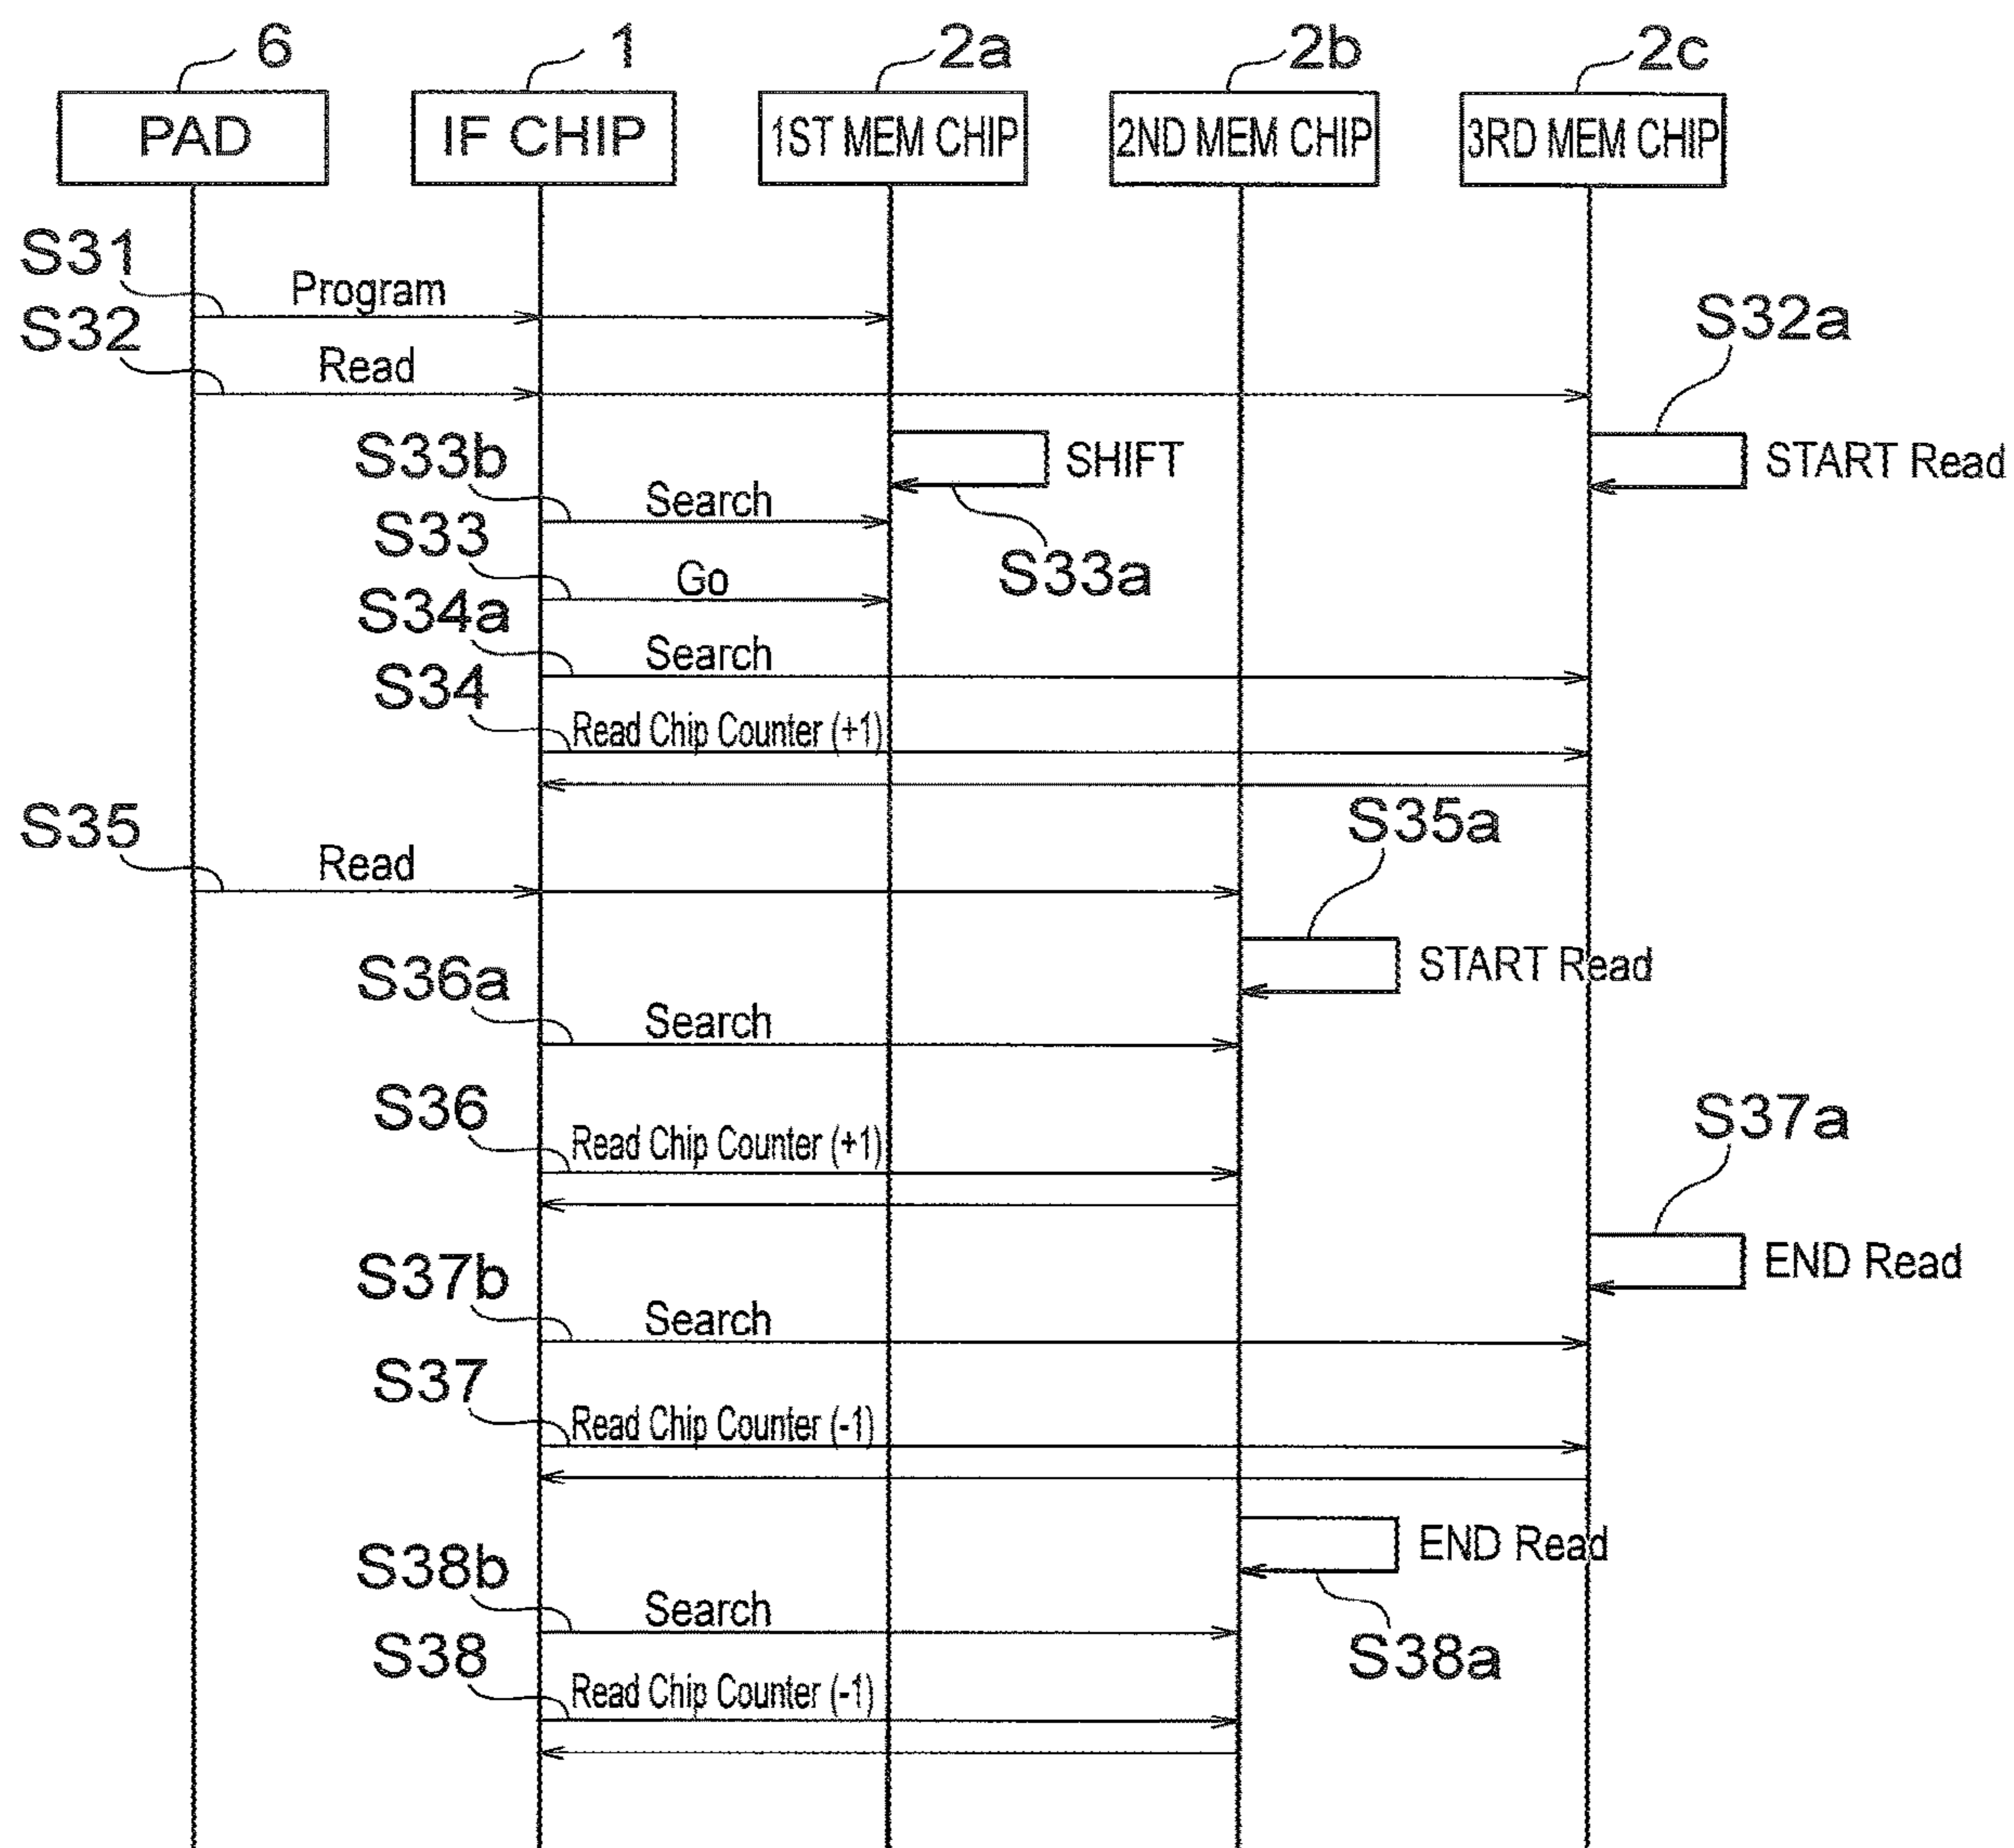 6
1
2a
2b
2c
PAD
IF CHIP
1ST MEM CHIP
2ND MEM CHIP
3RD MEM CHIP
S31
Program
S32
Read
S32a
S33b
SHIFT
START Read
Search
S33
S33a
Go
S34a
Search
S34
Read Chip Counter (+1)
S35
S35a
Read
START Read
S36a
Search
S36
Read Chip Counter (+1)
S37a
S37b
END Read
Search
S37
Read Chip Counter (-1)
END Read
S38b
Search
S38
S38a
Read Chip Counter (-1)